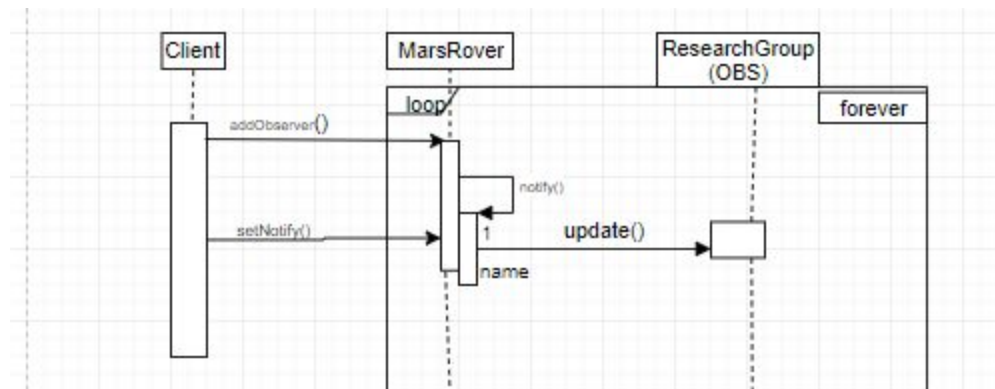 Client
MarsRover
ResearchGroup
(OBS)
loop
forever
addObserver()
notify()
setNotify()
1
update()
name